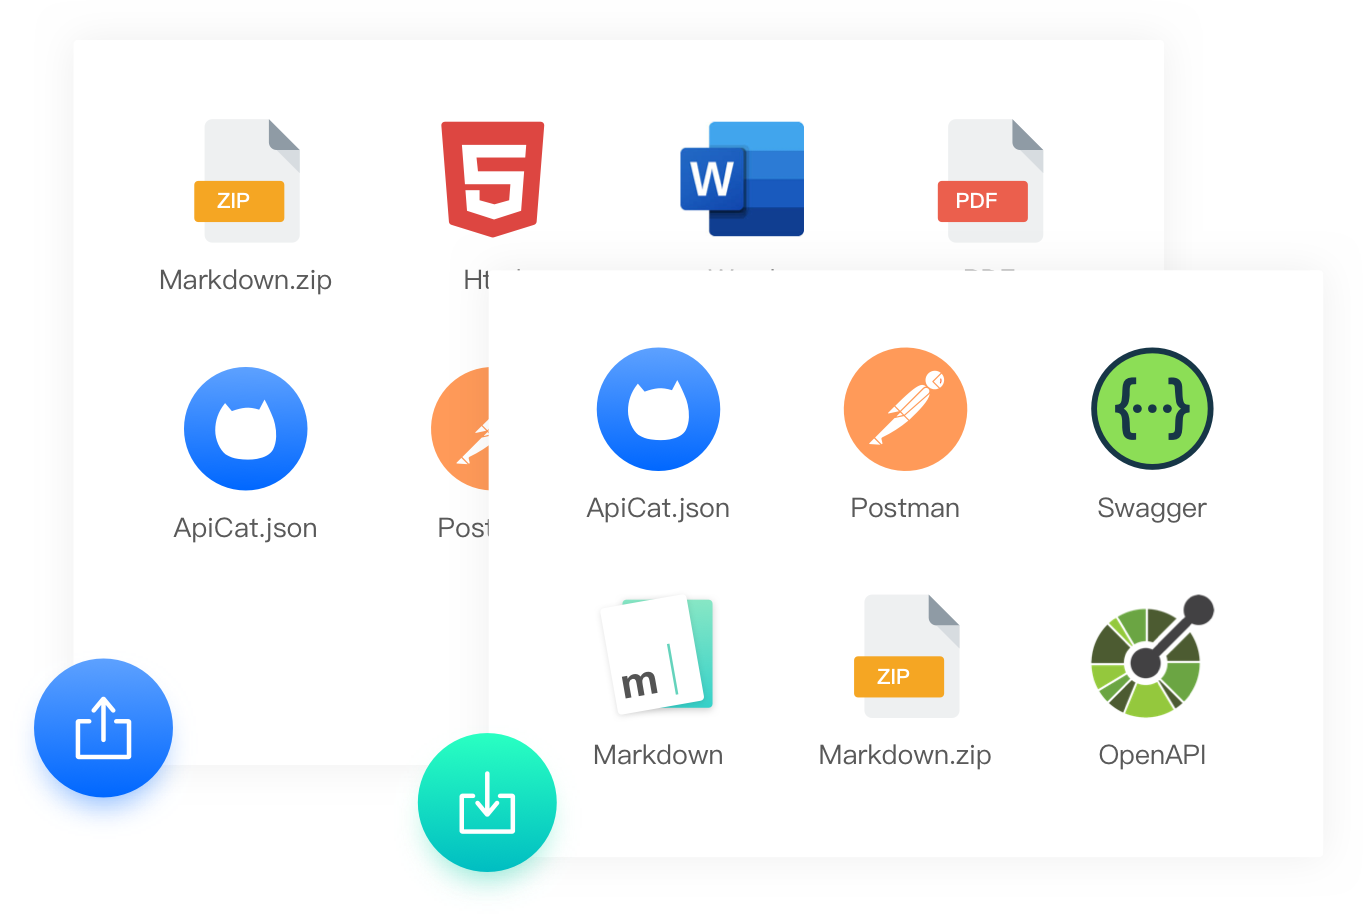 ZIP
W
PDF
Markdown.zip
ApiCat.json
ApiCat.json
Postman
Swagger
{...}
m
ZIP
Markdown
Markdown.zip
OpenAPI